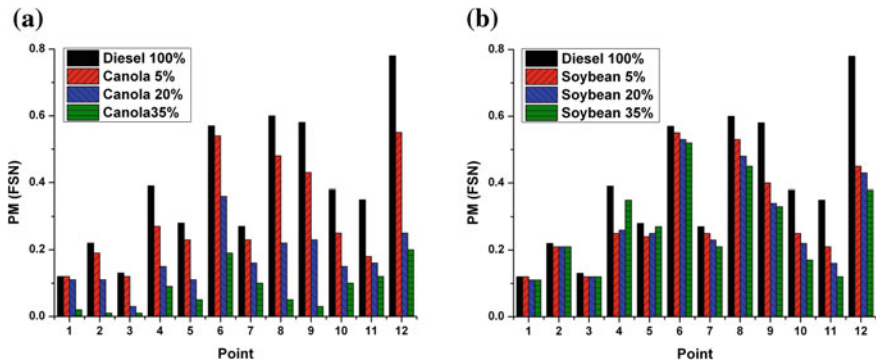 (a)
PM (FSN)
0.8
0.6
0.4
0.2
0.0
Diesel 100%
Canola 5%
Canola 20%
Canola35%
1 2 3 4 5 6 7 8 9 10 11 12
Point
(b)
PM (FSN)
0.8
0.6
0.4
0.2
0.0
Diesel 100%
Soybean 5%
Soybean 20%
Soybean 35%
1 2 3 4 5 6 7 8 9 10 11 12
Point